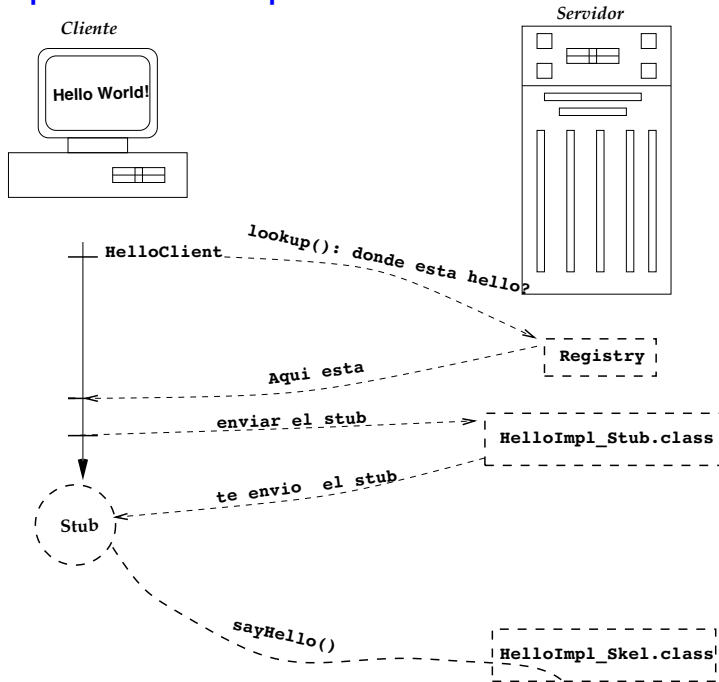 Servidor
Cliente
Hello World!
lookup(): donde esta hello?
HelloClient
Registry
Aqui esta
enviar el stub
HelloImpl_Stub.class
te envio el stub
Stub
sayHello()
HelloImpl_Skel.class